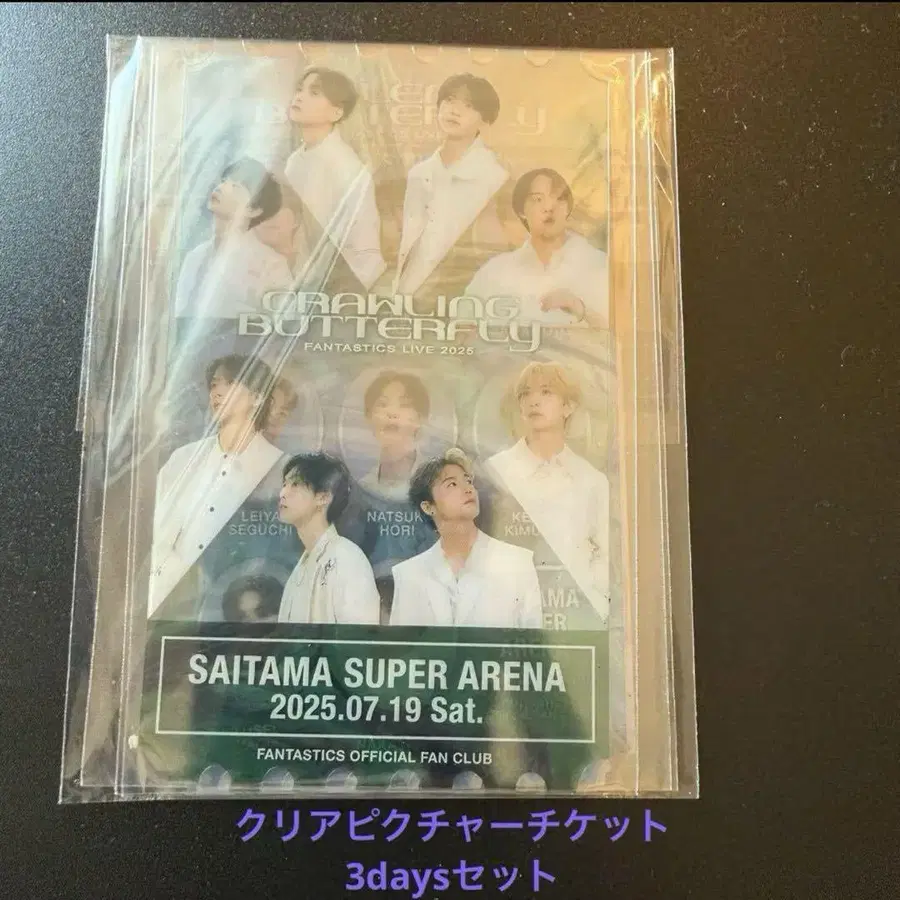 CRAWLING
BUTTERFLY
FANTASTICS LIVE 2025
LEIYA
SEGUCHI
NATSUK
HORI
SAITAMA SUPER ARENA
2025.07.19 Sat.
FANTASTICS OFFICIAL FAN CLUB
クリアピクチャーチケット
3daysセット